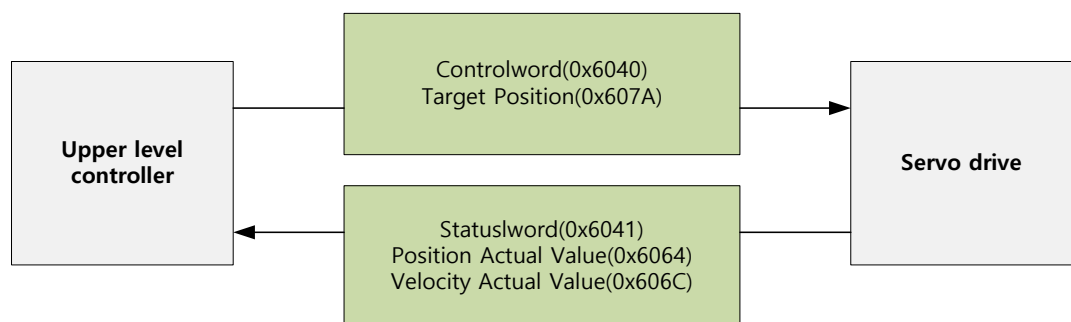 Upper level
controller
Controlword(0x6040)
Target Position(0x607A)
Statuslword(0x6041)
Position Actual Value(0x6064)
Velocity Actual Value(0x606C)
Servo drive